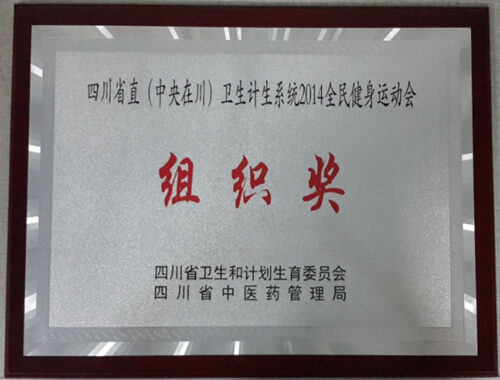 四川省直（中央在川）卫生计生系统2014全民健身运动会
组织奖
四川省卫生和计划生育委员会
四川省中医药管理局